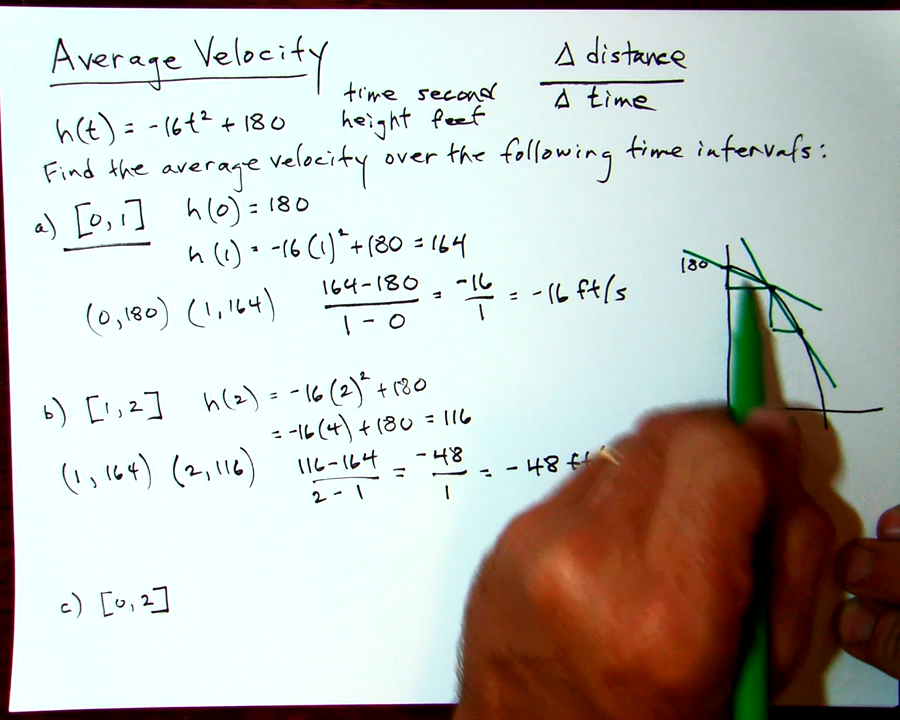 Average Velocity
Δ distance
Δ time
time second
height feet
h(t) = -16t² + 180
Find the average velocity over the following time intervals:
a) [0,1] h(0) = 180
h(1) = -16(1)² + 180 = 164
(0,180) (1,164) 164-180 / 1-0 = -16/1 = -16 ft/s
180
b) [1,2] h(2) = -16(2)² + 180
= -16(4) + 180 = 116
(1,164) (2,116) 116-164 / 2-1 = -48/1 = -48 ft
c) [0,2]